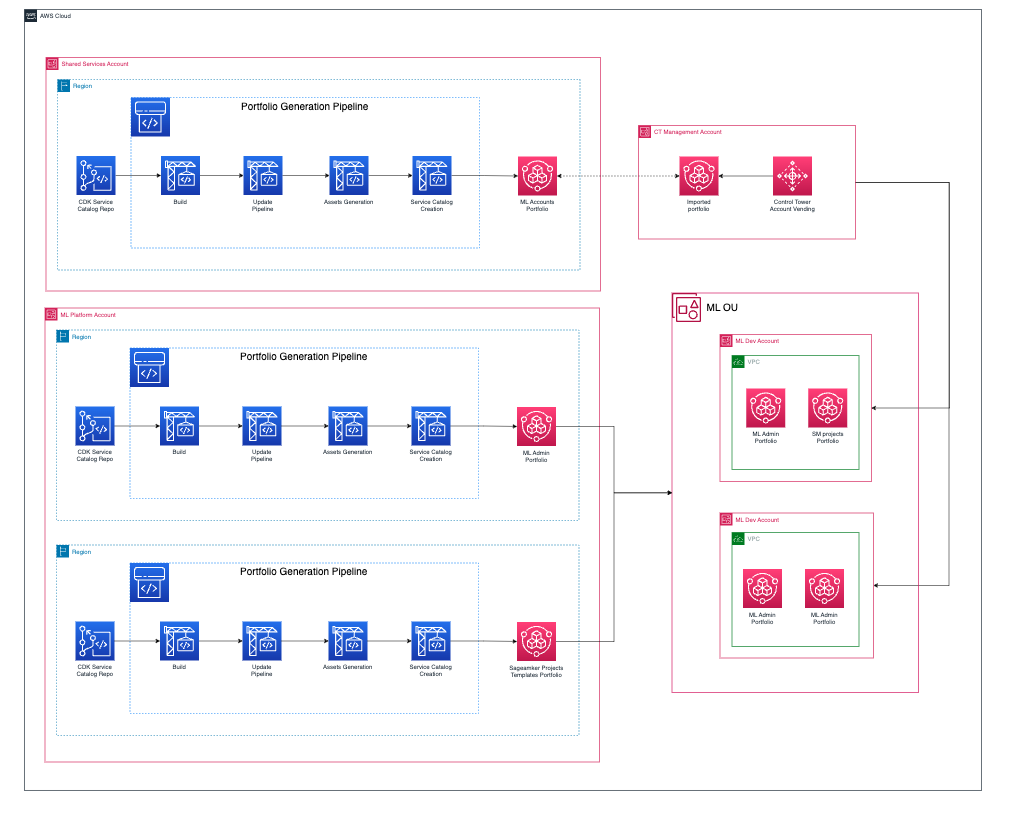 AWS Cloud
Shared Services Account
Region
Portfolio Generation Pipeline
CDK Service
Catalog Repo
Build
Update
Pipeline
Assets Generation
Service Catalog
Creation
ML Accounts
Portfolio
CT Management Account
Imported
portfolio
Control Tower
Account Vending
ML Platform Account
Region
Portfolio Generation Pipeline
CDK Service
Catalog Repo
Build
Update
Pipeline
Assets Generation
Service Catalog
Creation
ML Admin
Portfolio
Region
Portfolio Generation Pipeline
CDK Service
Catalog Repo
Build
Update
Pipeline
Assets Generation
Service Catalog
Creation
Sageamker Projects
Templates Portfolio
ML OU
ML Dev Account
VPC
ML Admin
Portfolio
SM projects
Portfolio
ML Dev Account
VPC
ML Admin
Portfolio
ML Admin
Portfolio